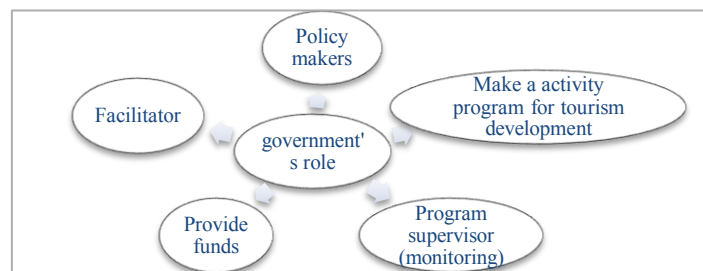 Policy
makers
Make a activity
program for tourism
development
Facilitator
government'
s role
Provide
funds
Program
supervisor
(monitoring)